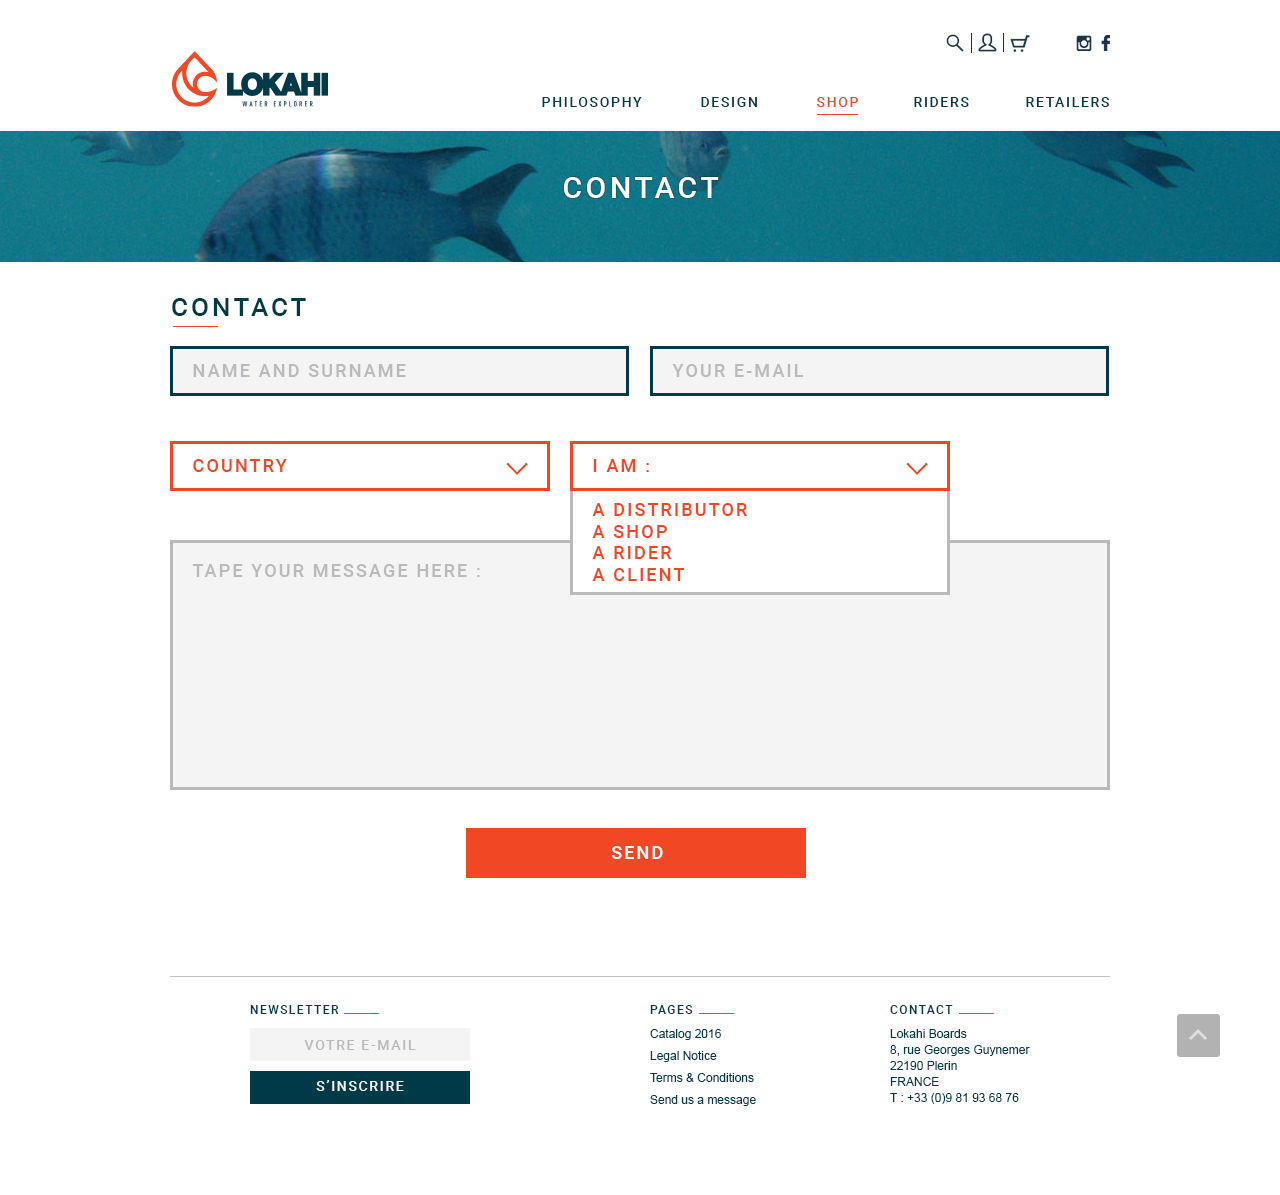 LOKAHI
WATER EXPLORER
PHILOSOPHY
DESIGN
SHOP
RIDERS
RETAILERS
CONTACT
CONTACT
NAME AND SURNAME
YOUR E-MAIL
COUNTRY
I AM :
A DISTRIBUTOR
A SHOP
A RIDER
A CLIENT
TAPE YOUR MESSAGE HERE :
SEND
NEWSLETTER
VOTRE E-MAIL
S’INSCRIRE
PAGES
Catalog 2016
Legal Notice
Terms & Conditions
Send us a message
CONTACT
Lokahi Boards
8, rue Georges Guynemer
22190 Plerin
FRANCE
T : +33 (0)9 81 93 68 76